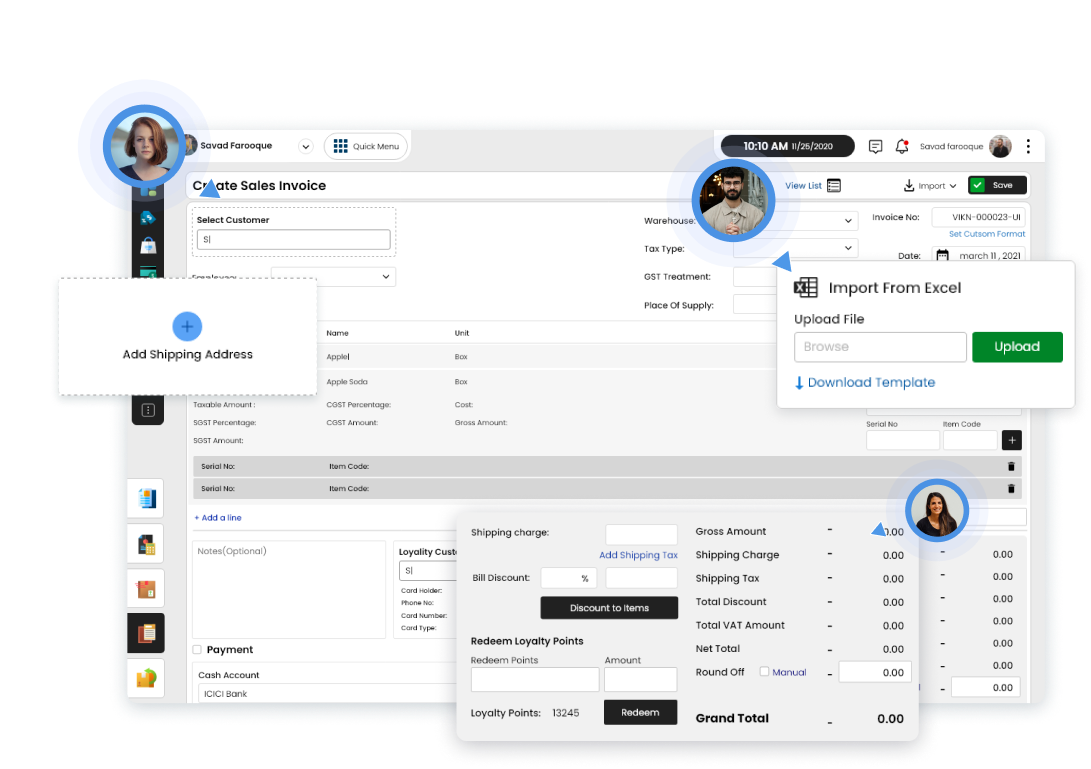 Savad Farooque
Quick Menu
10:10 AM 11/25/2020
Savad farooque
Create Sales Invoice
View List
Import
Save
Select Customer
S|
Warehouse:
Invoice No:
VIKN-000023-UI
Set Cutsom Format
Tax Type:
Date:
march 11 , 2021
GST Treatment:
Place Of Supply:
Import From Excel
Upload File
Browse
Upload
Download Template
+
Add Shipping Address
Name
Unit
Apple|
Box
Apple Soda
Box
Taxable Amount :
CGST Percentage:
Cost:
SGST Percentage:
CGST Amount:
Gross Amount:
SGST Amount:
Serial No
Item Code
+
Serial No:
Item Code:
Serial No:
Item Code:
+ Add a line
Notes(Optional)
Loyality Custo
S|
Card Holder:
Phone No:
Card Number:
Card Type:
Payment
Cash Account
ICICI Bank
Shipping charge:
Add Shipping Tax
Bill Discount:
%
Discount to items
Redeem Loyalty Points
Redeem Points
Amount
Loyalty Points:
13245
Redeem
Gross Amount - 0.00
Shipping Charge - 0.00
Shipping Tax - 0.00
Total Discount - 0.00
Total VAT Amount - 0.00
Net Total - 0.00
Round Off
Manual - 0.00
Grand Total - 0.00
- 0.00
- 0.00
- 0.00
- 0.00
- 0.00
- 0.00
- 0.00